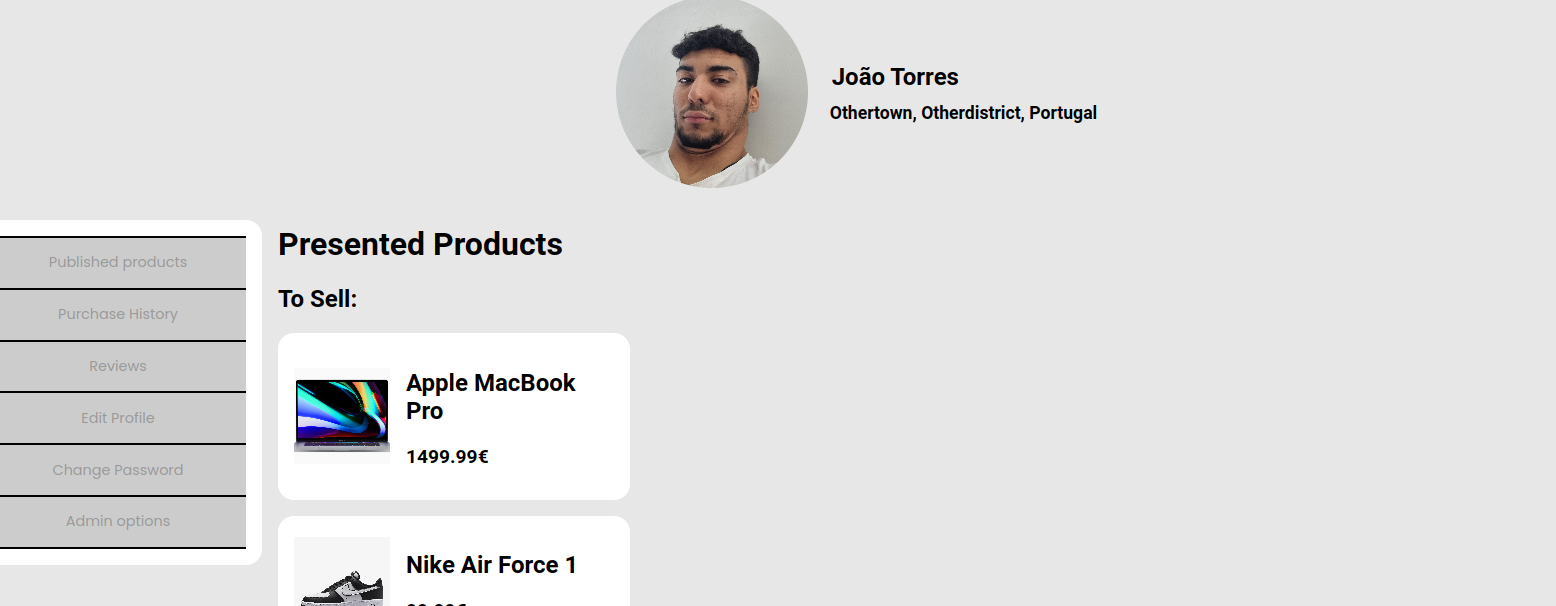 João Torres
Othertown, Otherdistrict, Portugal
Published products
Purchase History
Reviews
Edit Profile
Change Password
Admin options
Presented Products
To Sell:
Apple MacBook
Pro
1499.99€
Nike Air Force 1